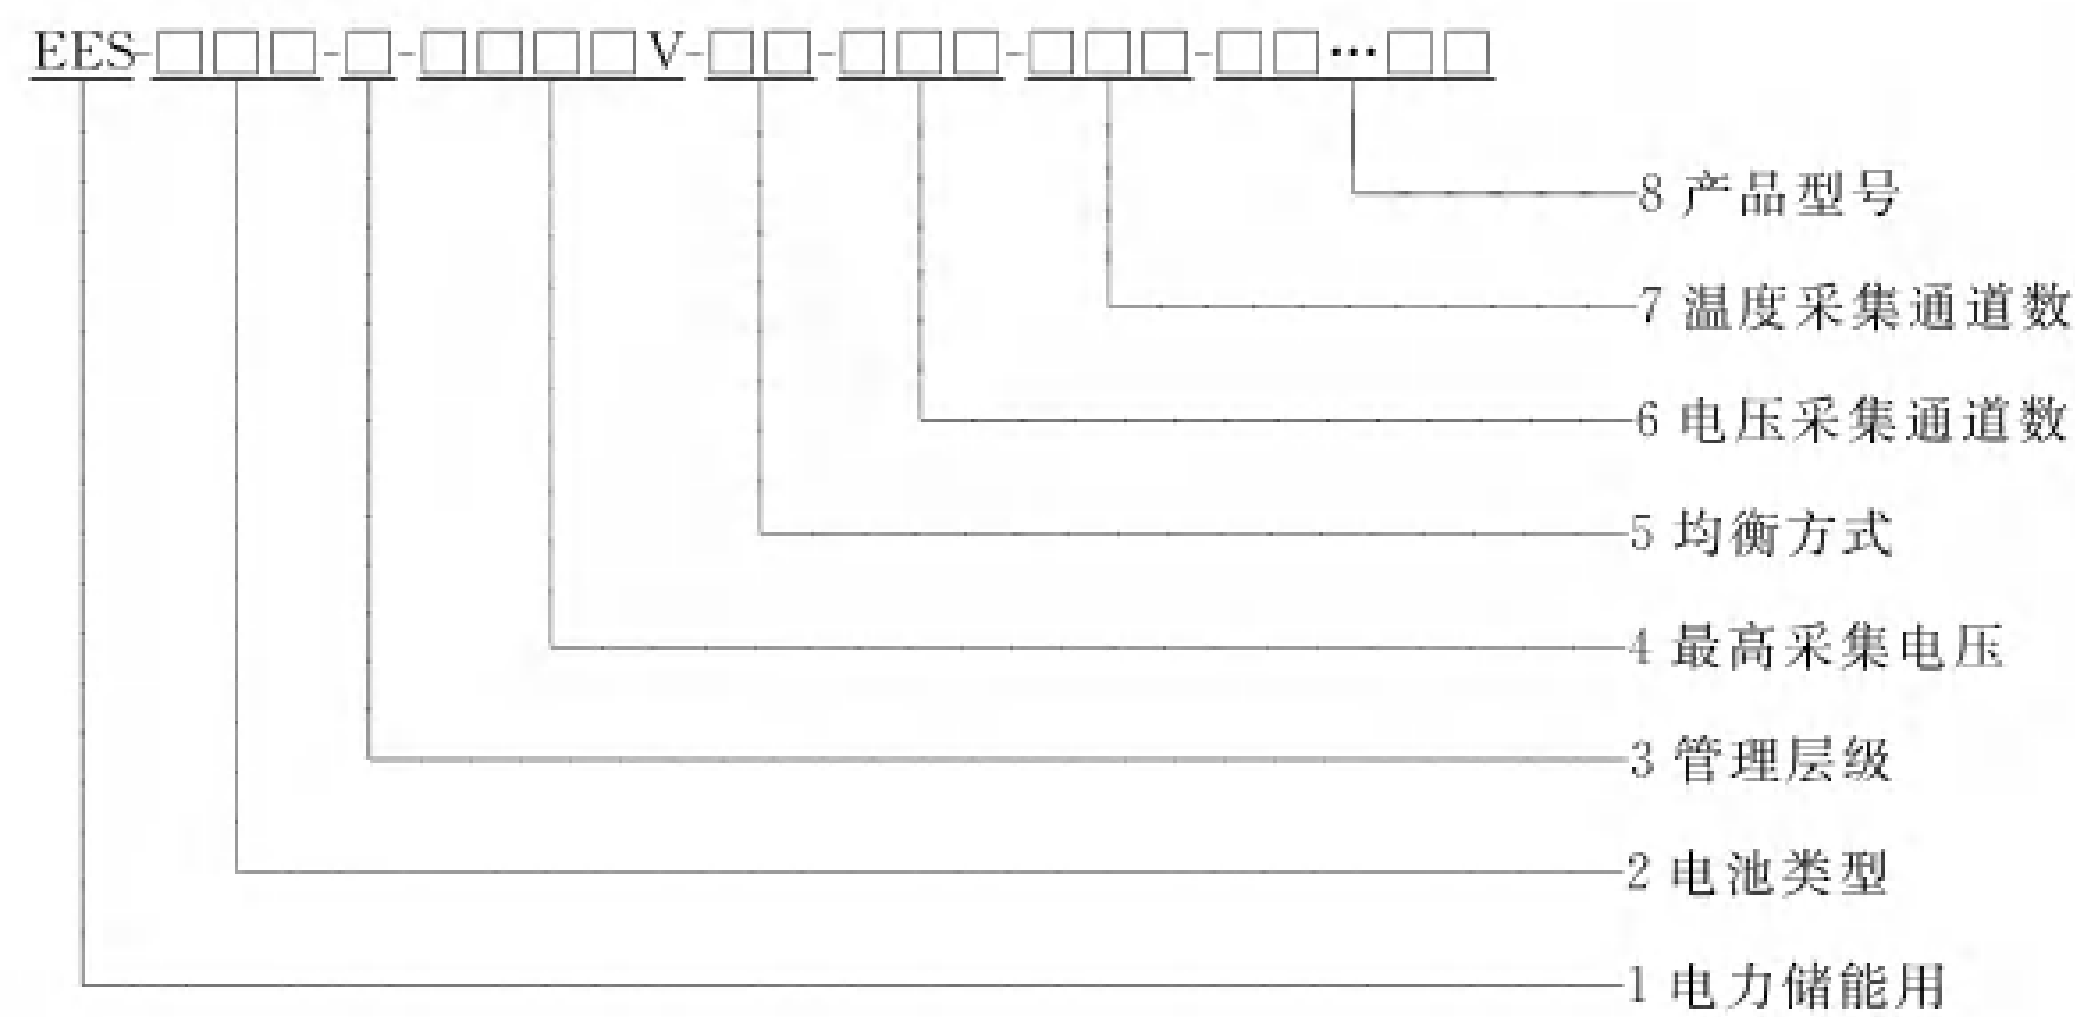 EES-□□□-□-□□□□V-□□-□□□-□□□-□□…□□
8 产品型号
7 温度采集通道数
6 电压采集通道数
5 均衡方式
4 最高采集电压
3 管理层级
2 电池类型
1 电力储能用